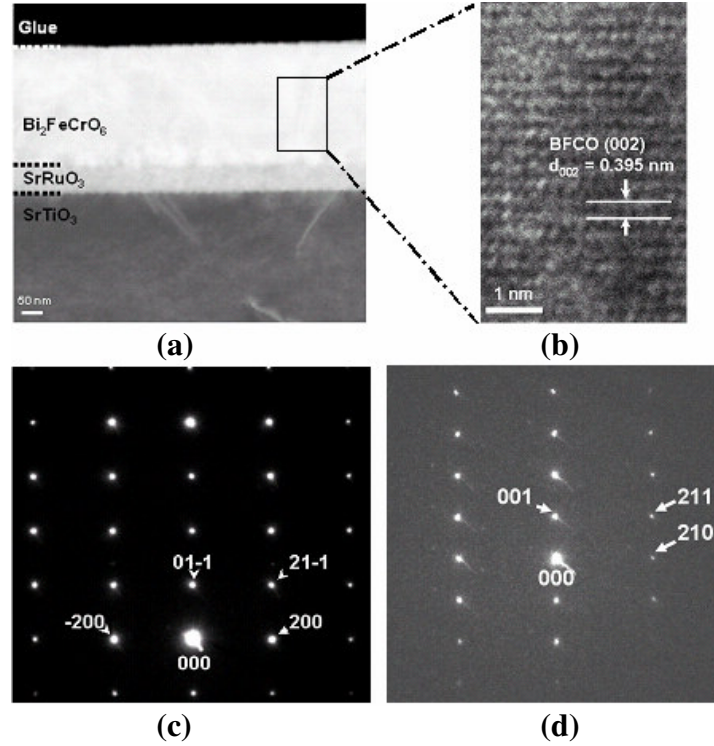 Glue
Bi₂FeCrO₆
SrRuO₃
SrTiO₃
50 nm
(a)
BFCO (002)
d₀₀₂ = 0.395 nm
1 nm
(b)
01-1
21-1
-200
200
000
(c)
001
211
210
000
(d)